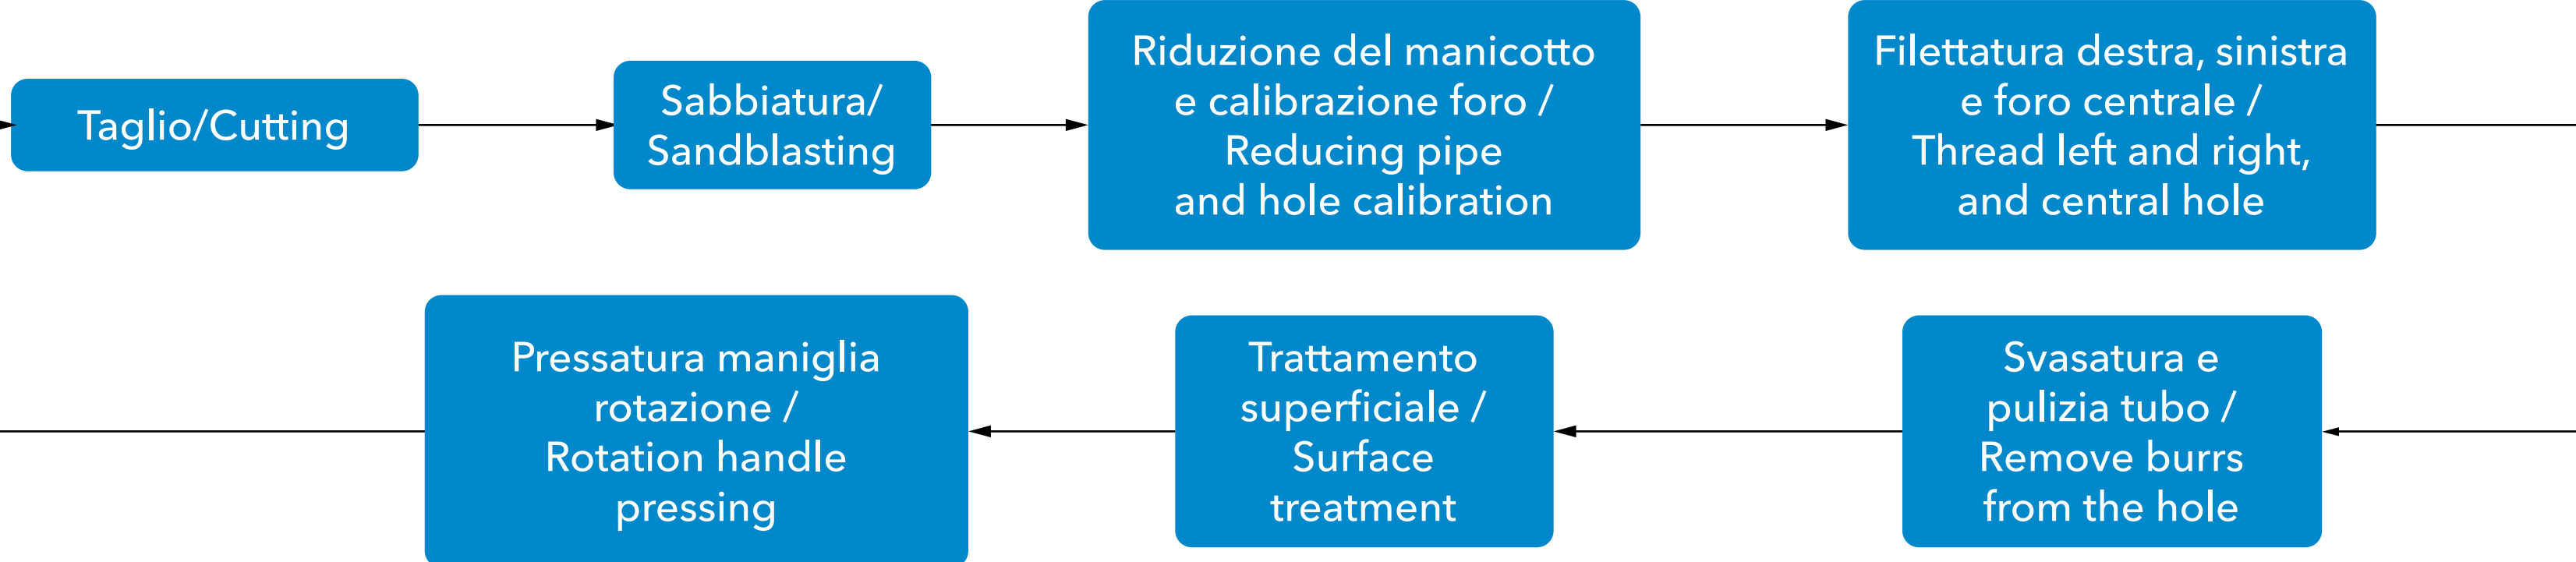 Taglio/Cutting
Sabbiatura/
Sandblasting
Riduzione del manicotto
e calibrazione foro /
Reducing pipe
and hole calibration
Filettatura destra, sinistra
e foro centrale /
Thread left and right,
and central hole
Svasatura e
pulizia tubo /
Remove burrs
from the hole
Trattamento
superficiale /
Surface
treatment
Pressatura maniglia
rotazione /
Rotation handle
pressing